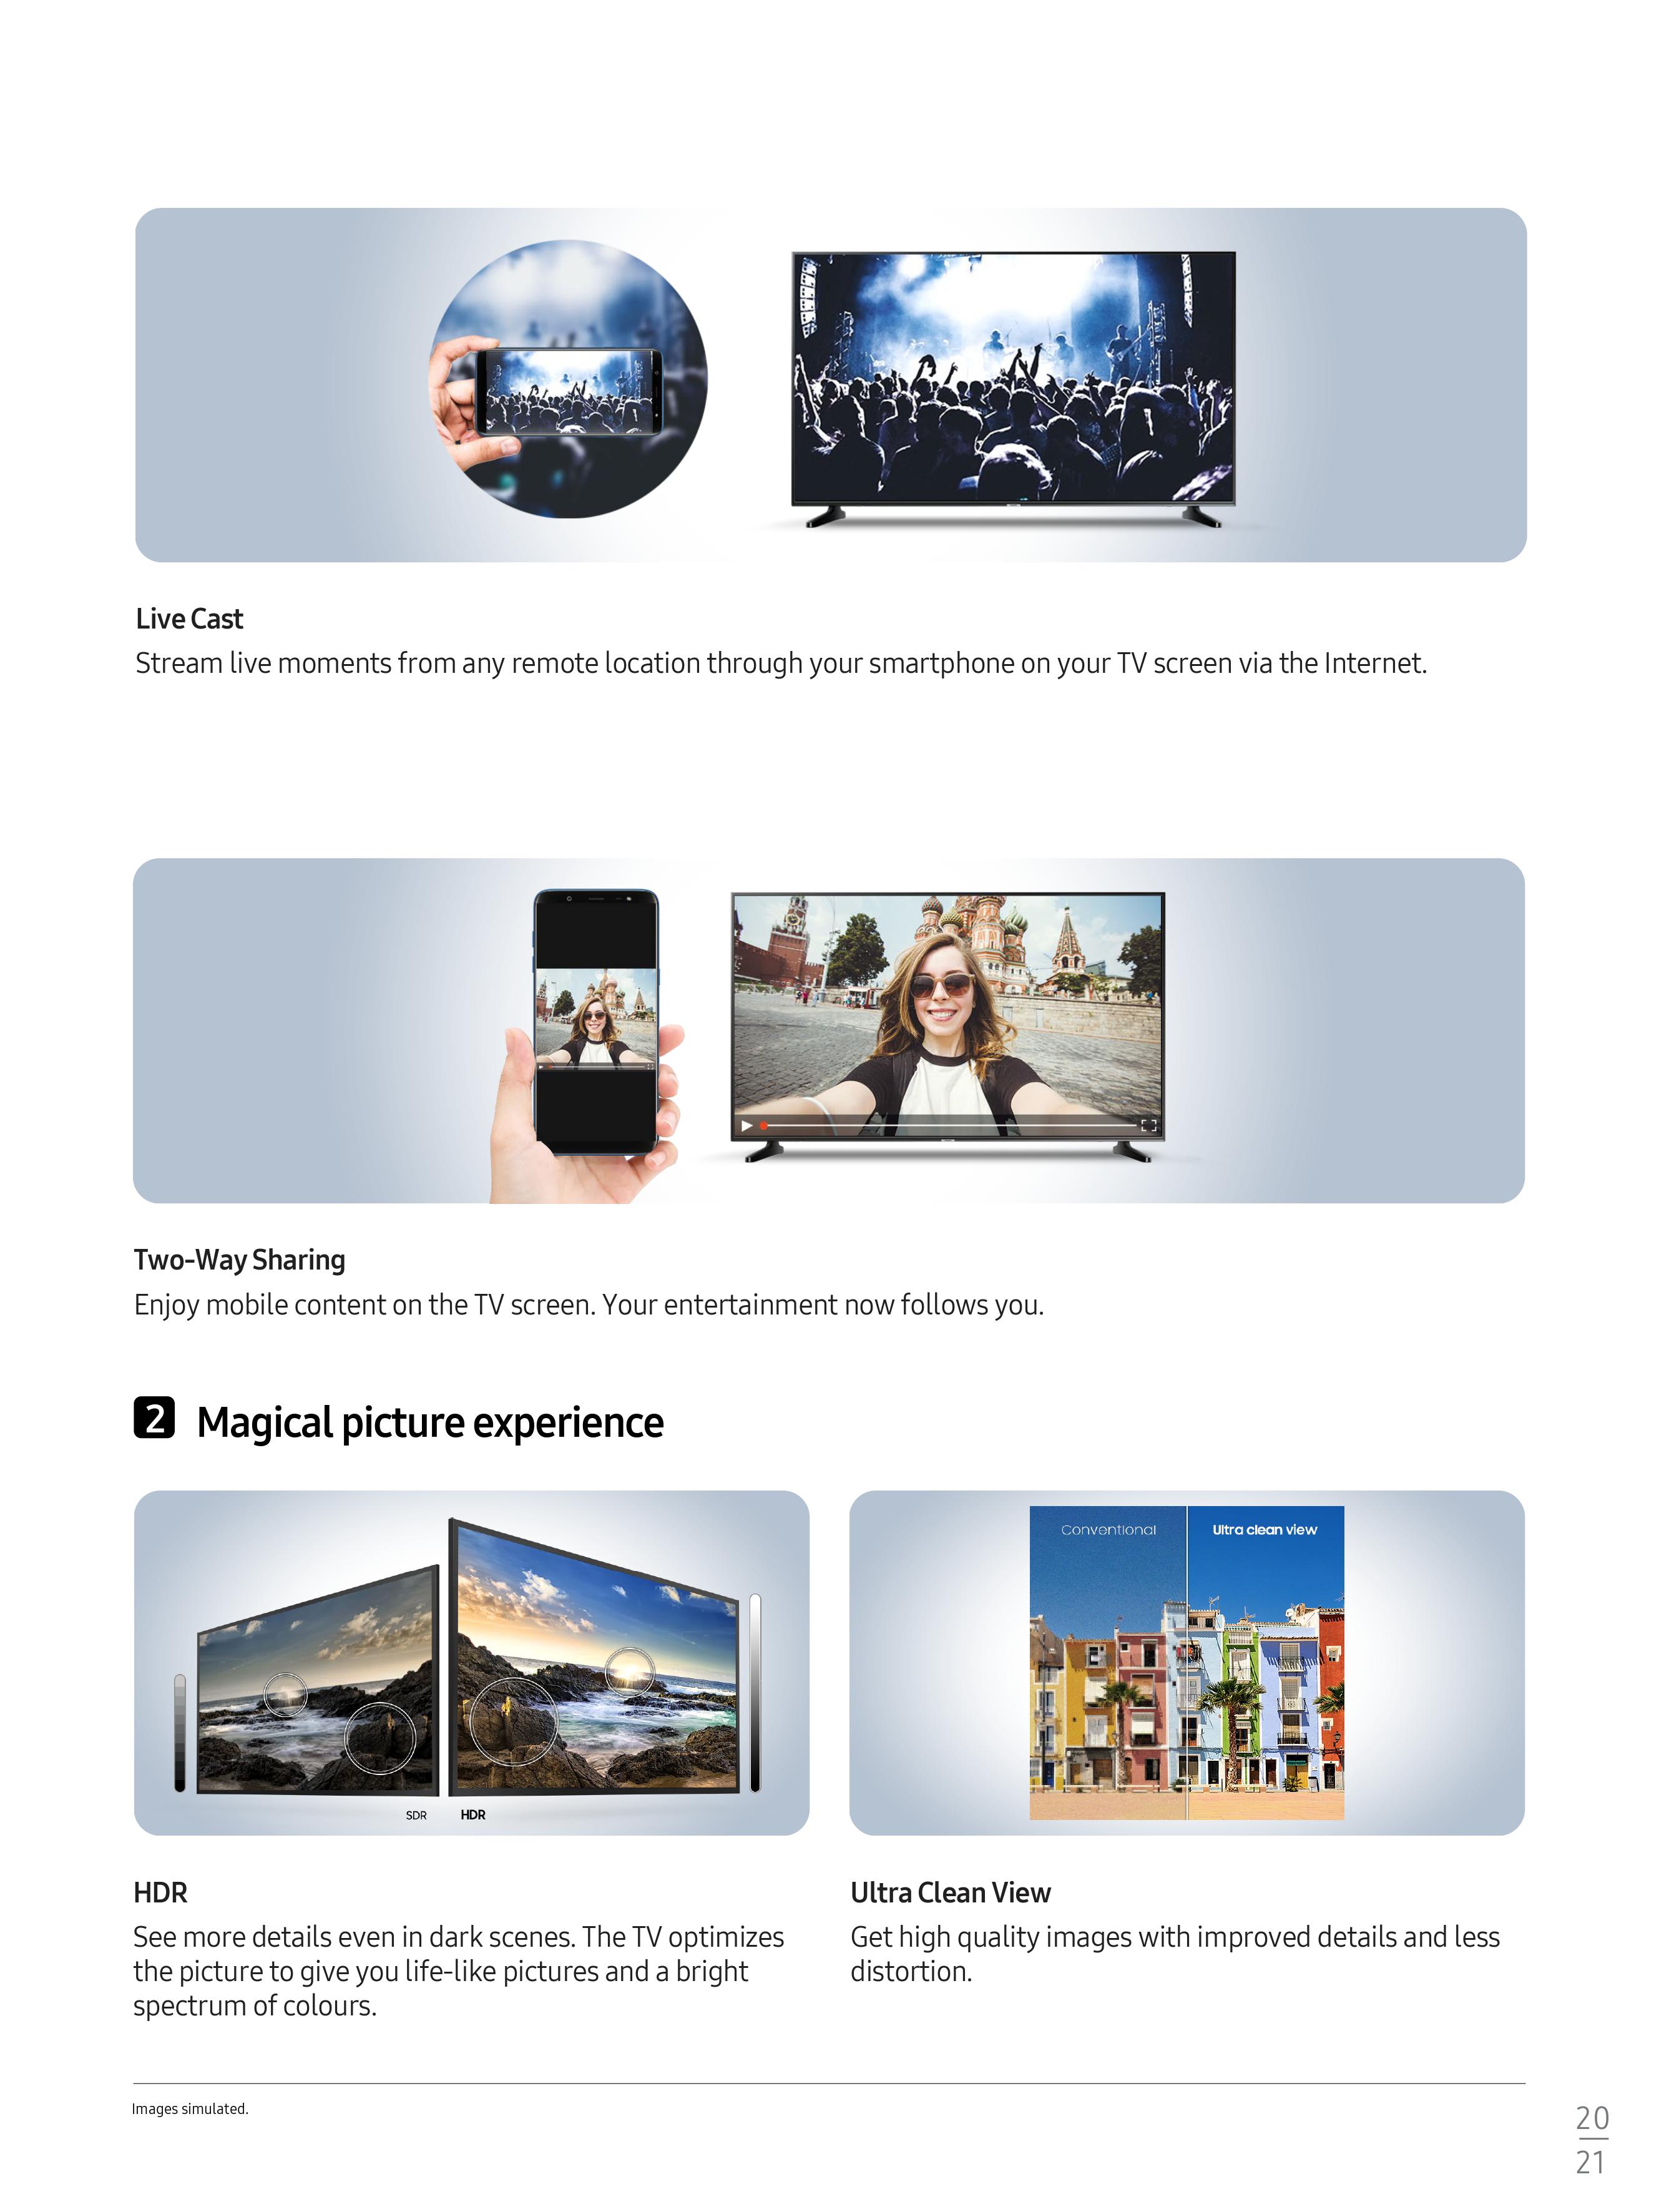 Live Cast
Stream live moments from any remote location through your smartphone on your TV screen via the Internet.
Two-Way Sharing
Enjoy mobile content on the TV screen. Your entertainment now follows you.
2 Magical picture experience
SDR HDR
Conventional Ultra clean view
HDR
See more details even in dark scenes. The TV optimizes
the picture to give you life-like pictures and a bright
spectrum of colours.
Ultra Clean View
Get high quality images with improved details and less
distortion.
Images simulated.
20
21